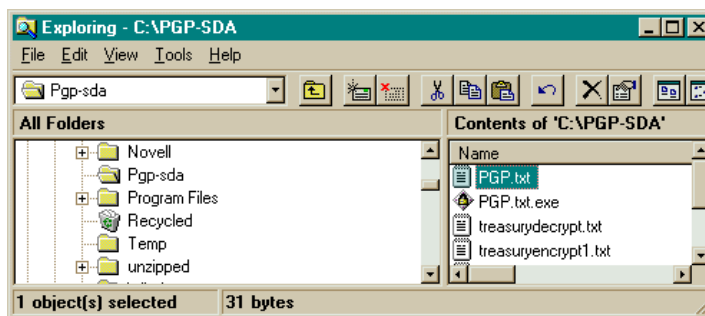 Exploring - C:\PGP-SDA
File Edit View Tools Help
Pgp-sda
All Folders
Contents of 'C:\PGP-SDA'
Novell
Pgp-sda
Program Files
Recycled
Temp
unzipped
Name
PGP.txt
PGP.txt.exe
treasurydecrypt.txt
treasuryencrypt1.txt
1 object(s) selected
31 bytes